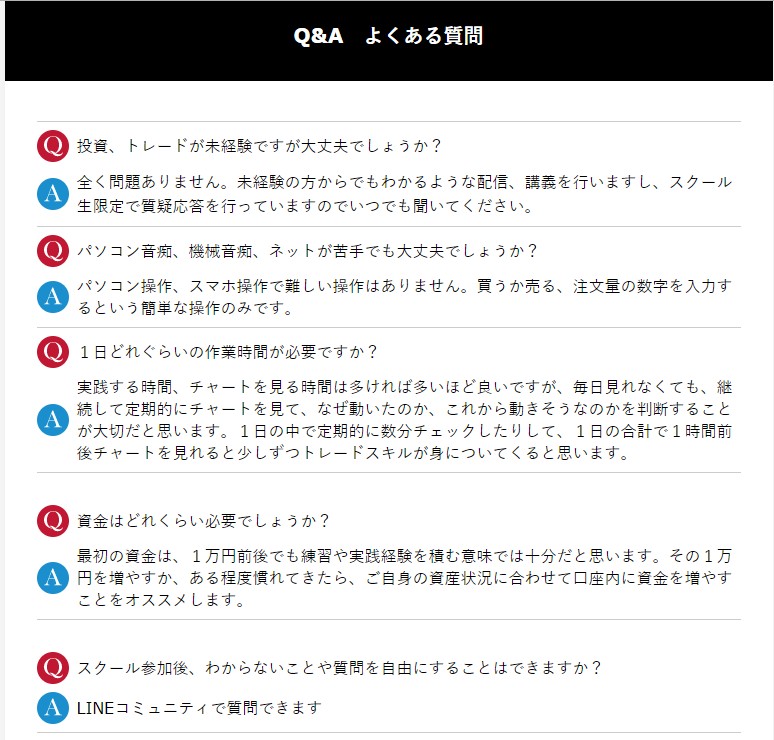 Q&A　よくある質問
Q 投資、トレードが未経験ですが大丈夫でしょうか？
A 全く問題ありません。未経験の方からでもわかるような配信、講義を行いますし、スクール
生限定で質疑応答を行っていますのでいつでも聞いてください。
Q パソコン音痴、機械音痴、ネットが苦手でも大丈夫でしょうか？
A パソコン操作、スマホ操作で難しい操作はありません。買うか売る、注文量の数字を入力す
るという簡単な操作のみです。
Q １日どれぐらいの作業時間が必要ですか？
A 実践する時間、チャートを見る時間は多ければ多いほど良いですが、毎日見れなくても、継
続して定期的にチャートを見て、なぜ動いたのか、これから動きそうなのかを判断すること
が大切だと思います。１日の中で定期的に数分チェックしたりして、１日の合計で１時間前
後チャートを見れると少しずつトレードスキルが身についてくると思います。
Q 資金はどれくらい必要でしょうか？
A 最初の資金は、１万円前後でも練習や実践経験を積む意味では十分だと思います。その１万
円を増やすか、ある程度慣れてきたら、ご自身の資産状況に合わせて口座内に資金を増やす
ことをオススメします。
Q スクール参加後、わからないことや質問を自由にすることはできますか？
A LINEコミュニティで質問できます